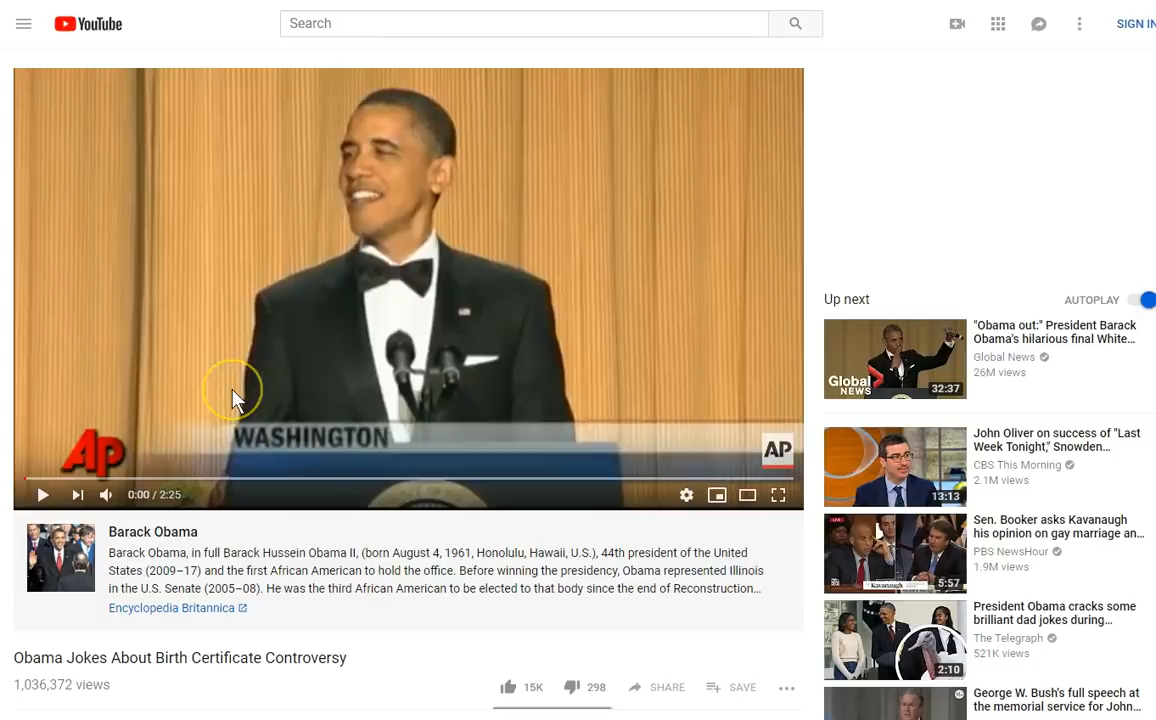 YouTube
Search
SIGN IN
WASHINGTON
AP
AP
0:00 / 2:25
Barack Obama
Barack Obama, in full Barack Hussein Obama II, (born August 4, 1961, Honolulu, Hawaii, U.S.), 44th president of the United
States (2009–17) and the first African American to hold the office. Before winning the presidency, Obama represented Illinois
in the U.S. Senate (2005–08). He was the third African American to be elected to that body since the end of Reconstruction...
Encyclopedia Britannica
Obama Jokes About Birth Certificate Controversy
1,036,372 views
15K
298
SHARE
SAVE
Up next
AUTOPLAY
Global
NEWS
32:37
"Obama out:" President Barack
Obama's hilarious final White...
Global News
26M views
13:13
John Oliver on success of "Last
Week Tonight," Snowden...
CBS This Morning
2.1M views
LIVE
Kavanaugh
5:57
Sen. Booker asks Kavanaugh
his opinion on gay marriage an...
PBS NewsHour
1.9M views
2:10
President Obama cracks some
brilliant dad jokes during...
The Telegraph
521K views
George W. Bush's full speech at
the memorial service for John...